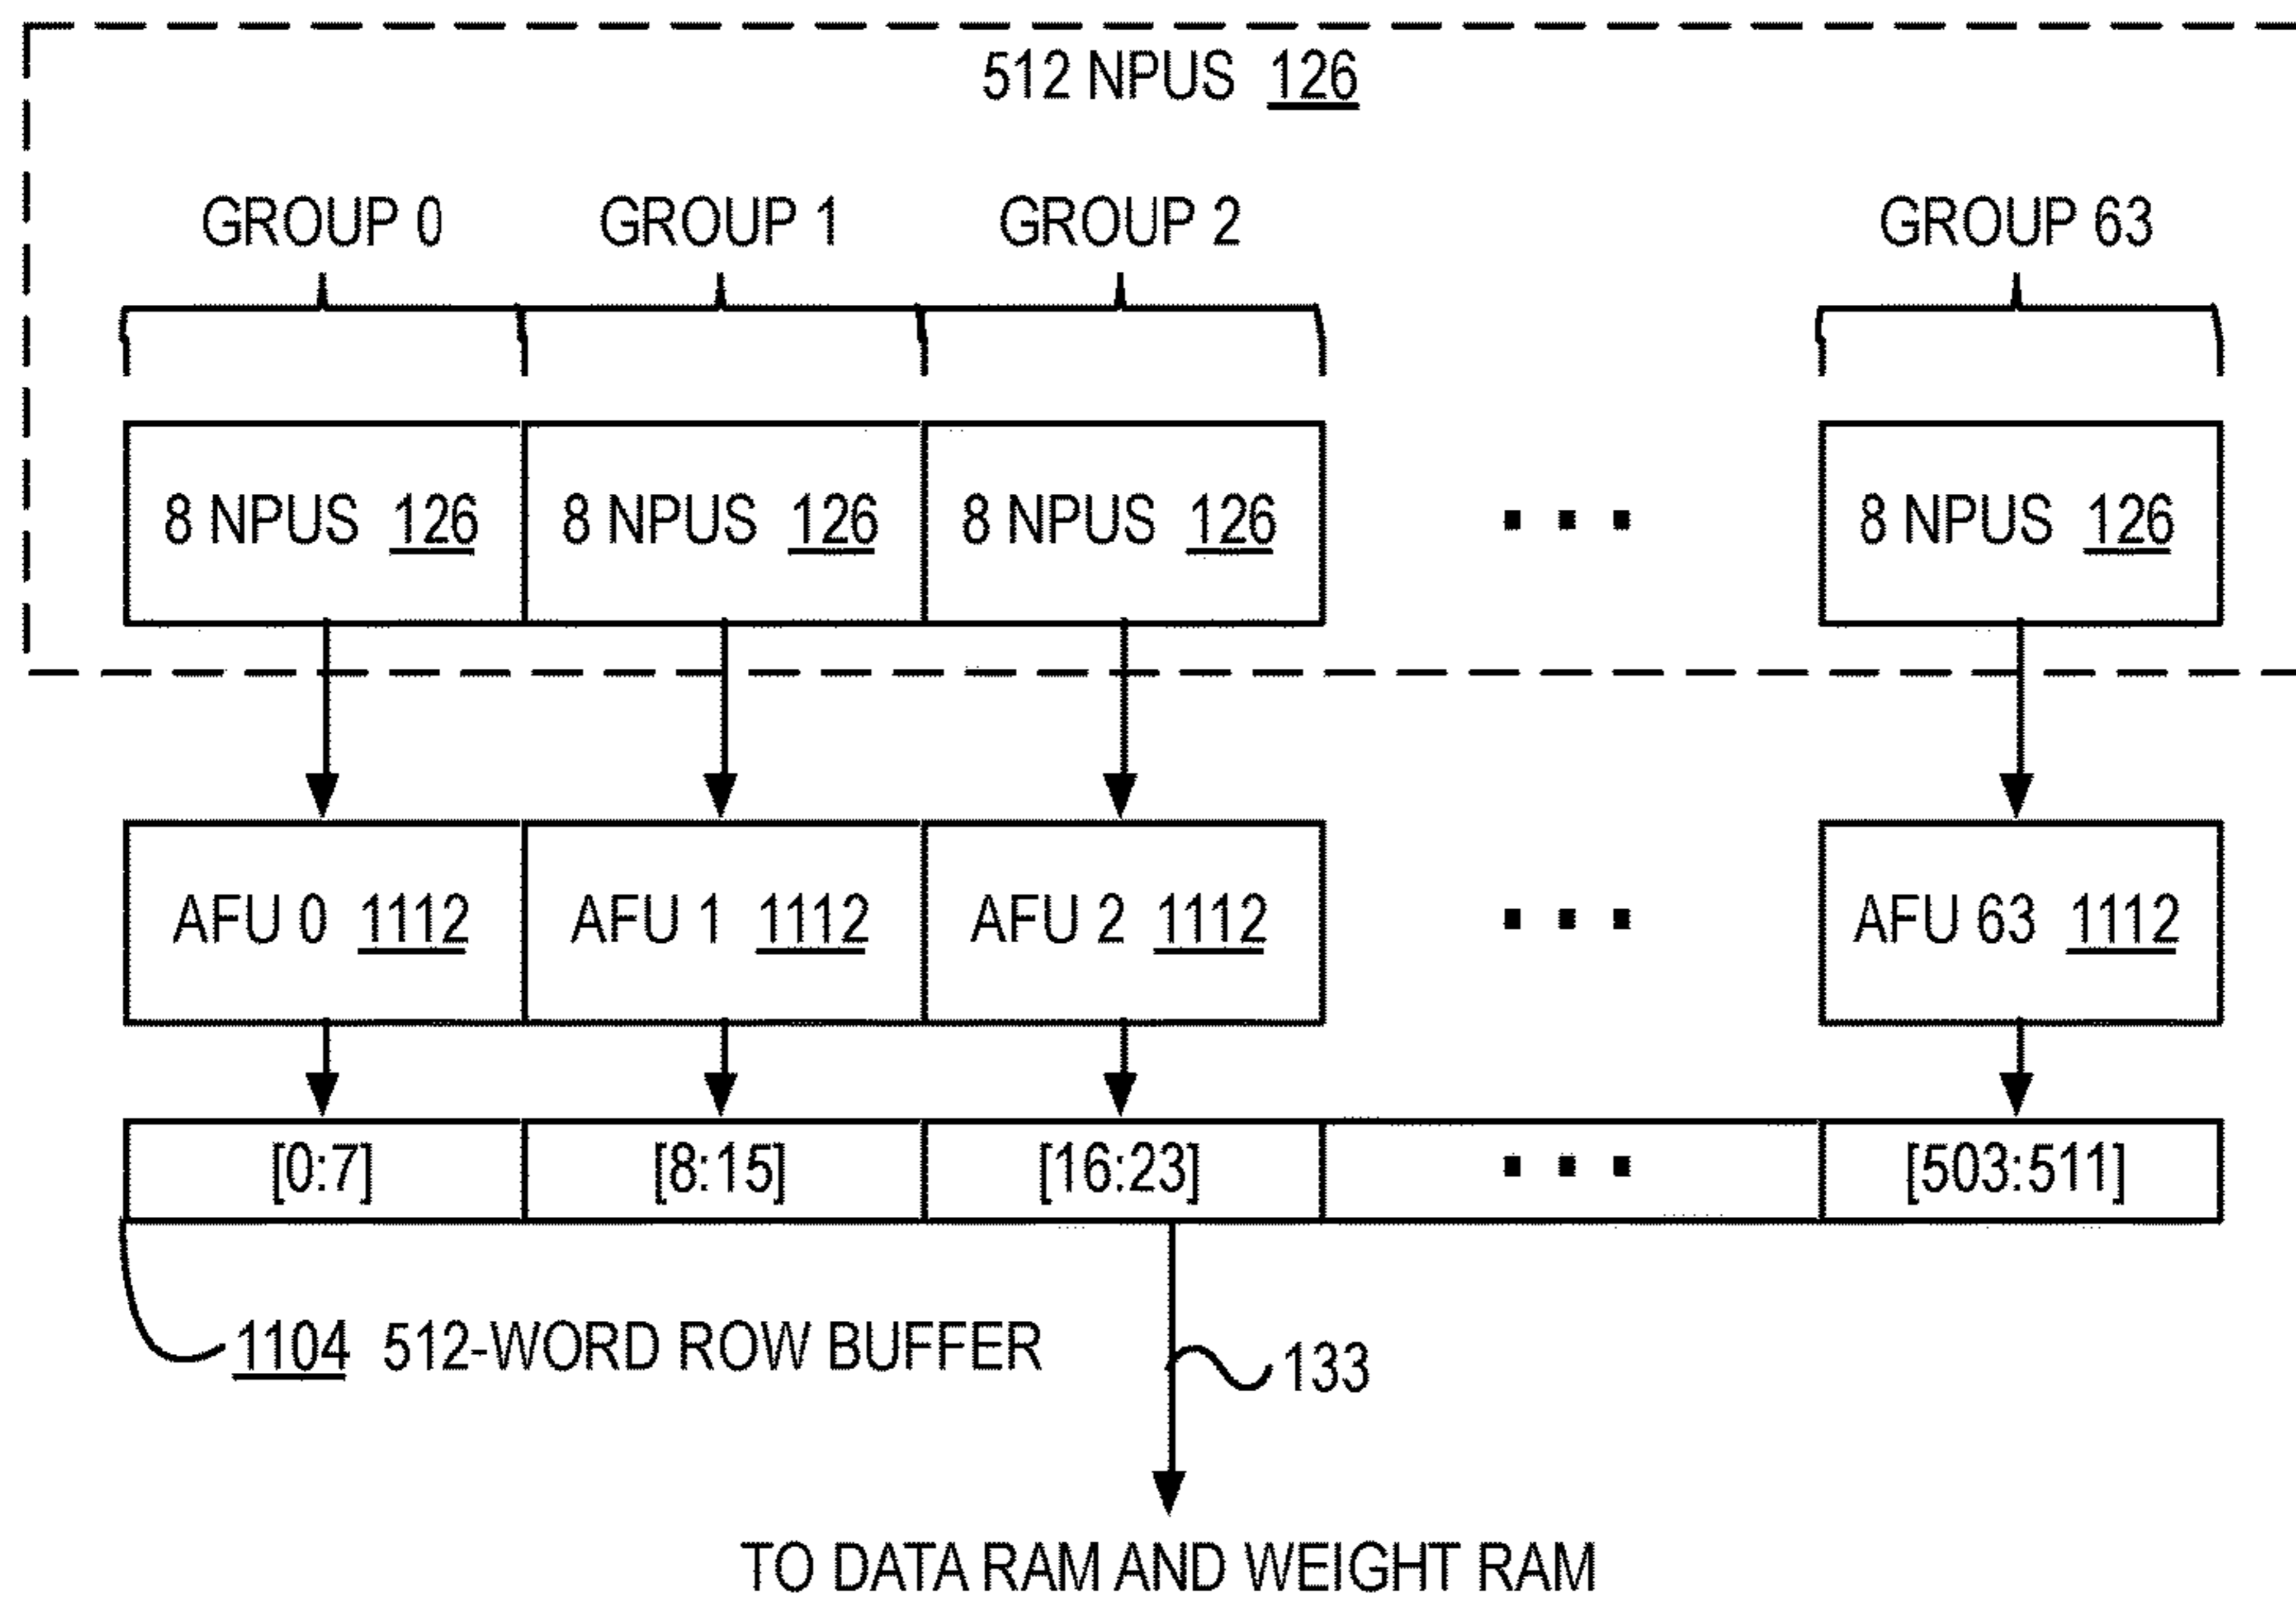 512 NPUS 126
GROUP 0 GROUP 1 GROUP 2 GROUP 63
8 NPUS 126 8 NPUS 126 8 NPUS 126 ▪ ▪ ▪ 8 NPUS 126
AFU 0 1112 AFU 1 1112 AFU 2 1112 ▪ ▪ ▪ AFU 63 1112
[0:7] [8:15] [16:23] ▪ ▪ ▪ [503:511]
1104 512-WORD ROW BUFFER
133
TO DATA RAM AND WEIGHT RAM